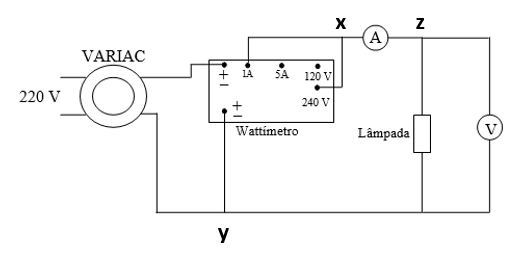 x
z
VARIAC
A
+
−
1A
5A
120 V
220 V
240 V
+
−
Wattímetro
Lâmpada
V
y